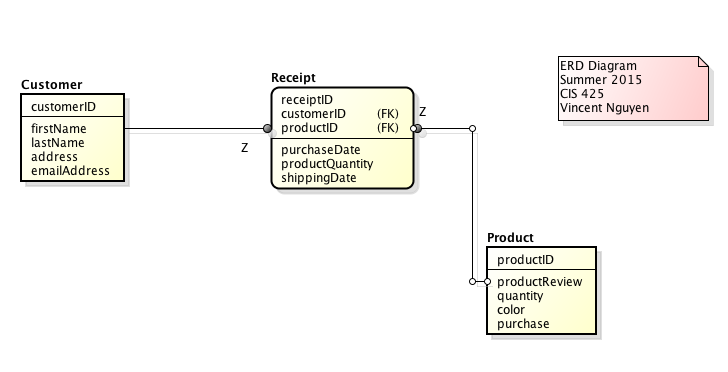 Customer
customerID
firstName
lastName
address
emailAddress
Z
Receipt
receiptID
customerID (FK)
productID (FK)
purchaseDate
productQuantity
shippingDate
Z
ERD Diagram
Summer 2015
CIS 425
Vincent Nguyen
Product
productID
productReview
quantity
color
purchase